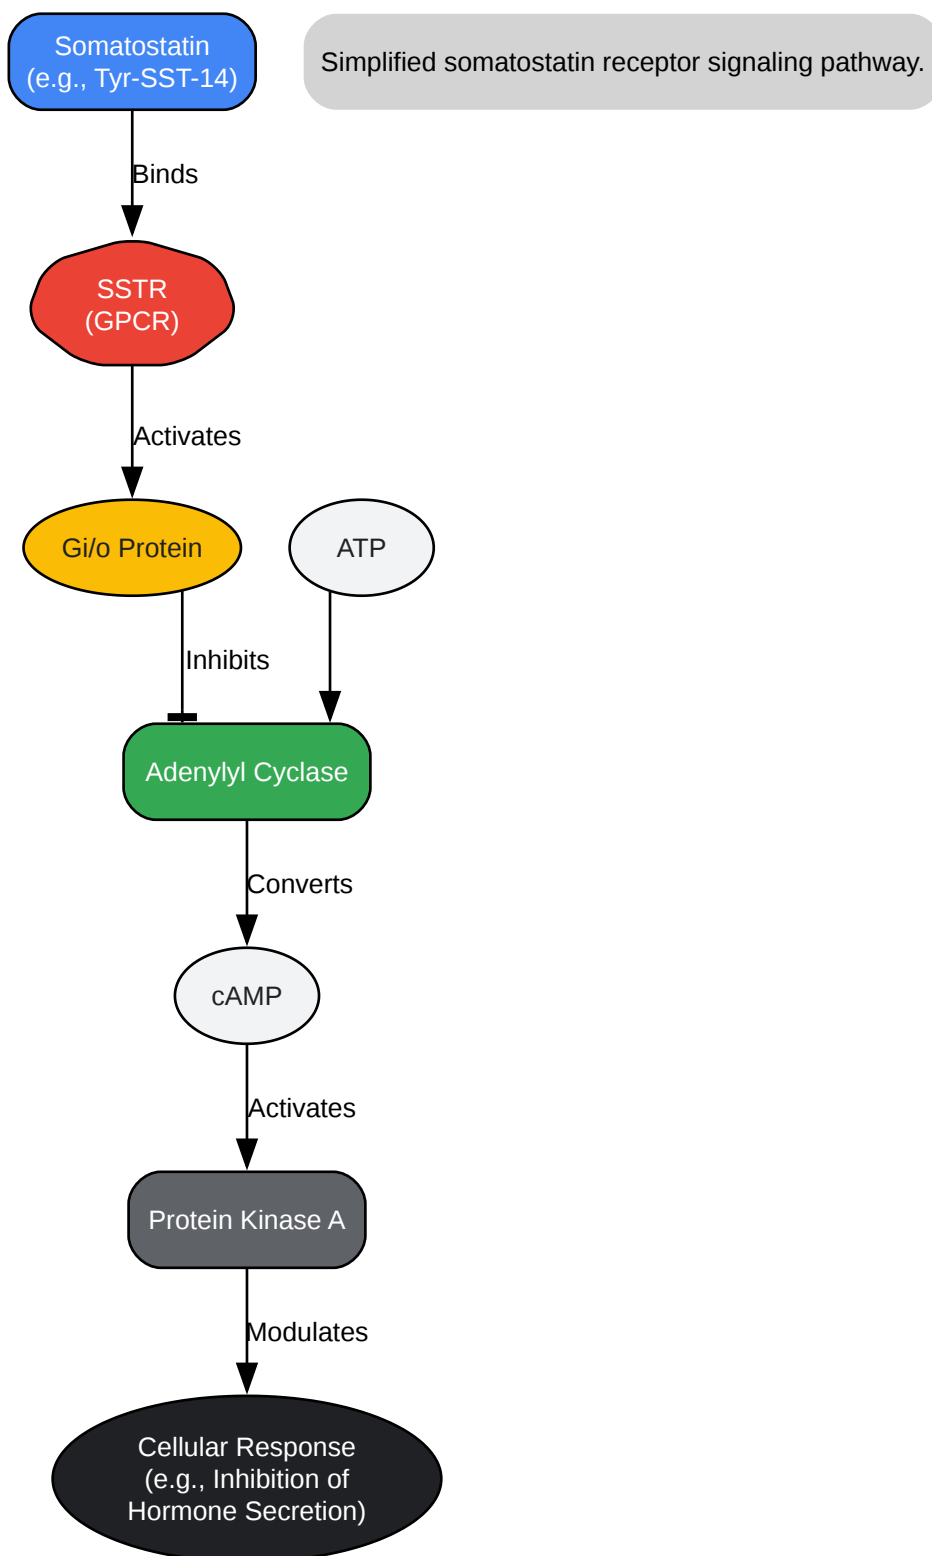 Somatostatin
(e.g., Tyr-SST-14)
Simplified somatostatin receptor signaling pathway.
Binds
SSTR
(GPCR)
Activates
Gi/o Protein
ATP
Inhibits
Adenylyl Cyclase
Converts
cAMP
Activates
Protein Kinase A
Modulates
Cellular Response
(e.g., Inhibition of
Hormone Secretion)